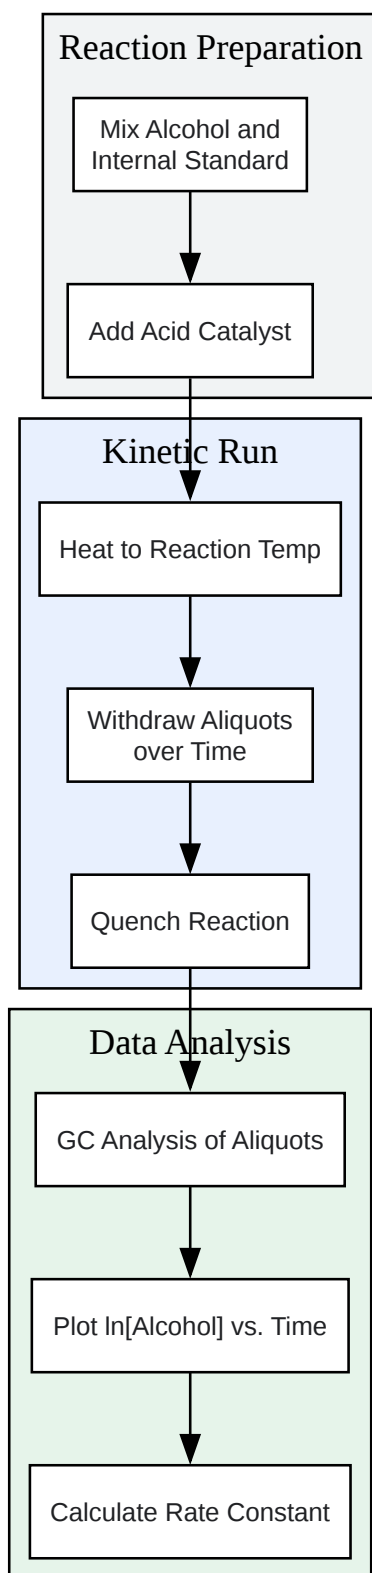 Reaction Preparation
Mix Alcohol and
Internal Standard
Add Acid Catalyst
Kinetic Run
Heat to Reaction Temp
Withdraw Aliquots
over Time
Quench Reaction
Data Analysis
GC Analysis of Aliquots
Plot ln[Alcohol] vs. Time
Calculate Rate Constant